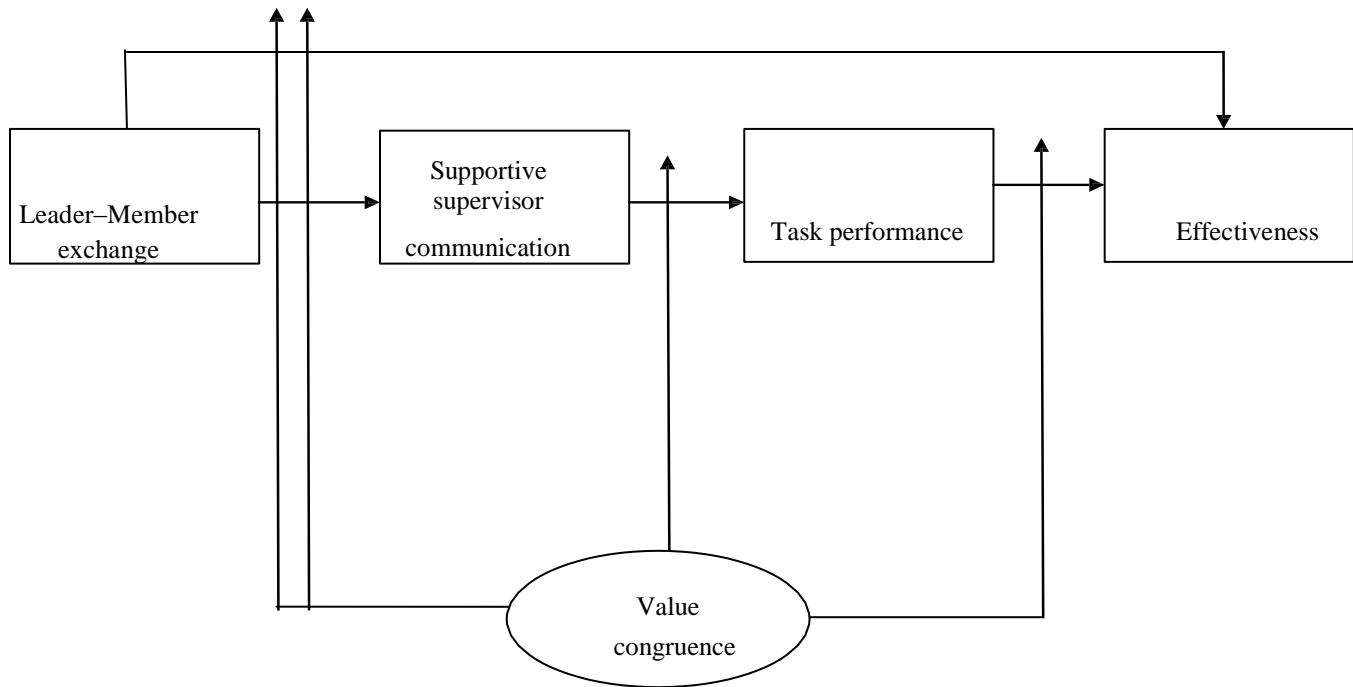 Leader–Member
exchange
Supportive
supervisor
communication
Task performance
Effectiveness
Value
congruence